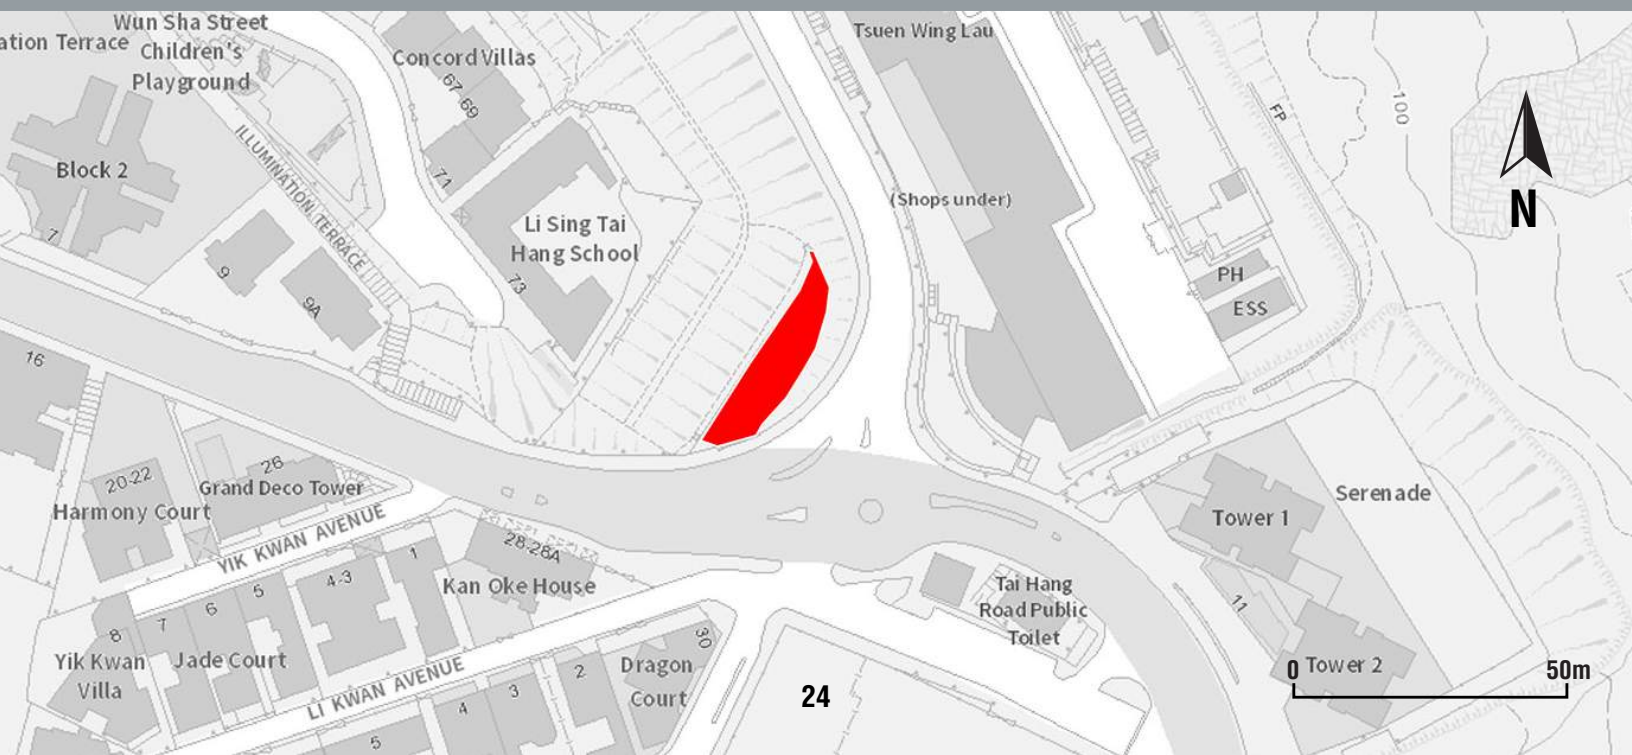 Wun Sha Street
Children's
Playground
ation Terrace
Concord Villas
67-69
71
Tsuen Wing Lau
FP
100
N
ILLUMINATION TERRACE
Block 2
7
9
9A
Li Sing Tai
Hang School
73
(Shops under)
PH
ESS
16
20-22
Harmony Court
26
Grand Deco Tower
YIK KWAN AVENUE
28-28A
Kan Oke House
1
4-3
5
6
7
8
Yik Kwan
Villa
Jade Court
LI KWAN AVENUE
5
4
3
2
Dragon
Court
30
24
Tai Hang
Road Public
Toilet
Tower 1
Serenade
11
Tower 2
0
50m